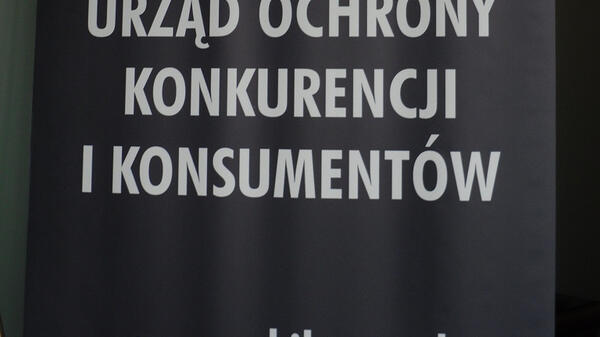 URZĄD OCHRONY
KONKURENCJI
I KONSUMENTÓW